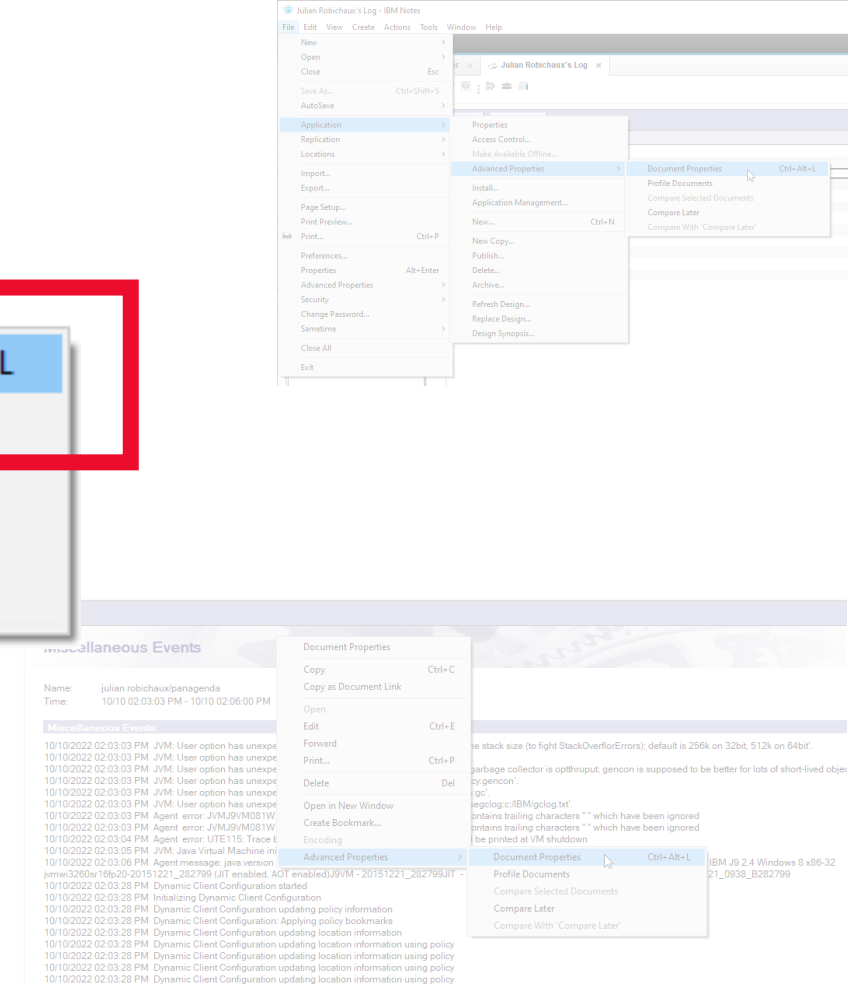 Julian Robichaux's Log - IBM Notes
File Edit View Create Actions Tools Window Help
New
Open
Close Esc
Save As... Ctrl+Shift+S
AutoSave
Application
Replication
Locations
Import...
Export...
Page Setup...
Print Preview...
Print... Ctrl+P
Preferences...
Properties Alt+Enter
Advanced Properties
Security
Change Password...
Sametime
Close All
Exit
Julian Robichaux's Log
Properties
Access Control...
Make Available Offline...
Advanced Properties
Install...
Application Management...
New... Ctrl+N
New Copy...
Publish...
Delete...
Archive...
Refresh Design...
Replace Design...
Design Synopsis...
Document Properties Ctrl+Alt+L
Profile Documents
Compare Selected Documents
Compare Later
Compare With 'Compare Later'
L
Miscellaneous Events
Name: julian robichaux/panagenda
Time: 10/10 02:03:03 PM - 10/10 02:06:00 PM
Miscellaneous Events:
10/10/2022 02:03:03 PM JVM: User option has unexpe e stack size (to fight StackOverflorErrors); default is 256k on 32bit, 512k on 64bit'.
10/10/2022 02:03:03 PM JVM: User option has unexpe
10/10/2022 02:03:03 PM JVM: User option has unexpe garbage collector is optthruput; gencon is supposed to be better for lots of short-lived obje
10/10/2022 02:03:03 PM JVM: User option has unexpe cy:gencon'.
10/10/2022 02:03:03 PM JVM: User option has unexpe :gc'.
10/10/2022 02:03:03 PM JVM: User option has unexpe segclog:c:/IBM/gclog.txt'.
10/10/2022 02:03:03 PM Agent error: JVMJ9VM081W ontains trailing characters " " which have been ignored
10/10/2022 02:03:03 PM Agent error: JVMJ9VM081W ontains trailing characters " " which have been ignored
10/10/2022 02:03:04 PM Agent error: UTE115: Trace b be printed at VM shutdown
10/10/2022 02:03:05 PM JVM: Java Virtual Machine ini
10/10/2022 02:03:06 PM Agent message: java.version IBM J9 2.4 Windows 8 x86-32
jvmwi3260sr16fp20-20151221_282799 (JIT enabled, AOT enabled)J9VM - 20151221_282799JIT - 21_0938_B282799
10/10/2022 02:03:28 PM Dynamic Client Configuration started
10/10/2022 02:03:28 PM Initializing Dynamic Client Configuration
10/10/2022 02:03:28 PM Dynamic Client Configuration updating policy information
10/10/2022 02:03:28 PM Dynamic Client Configuration: Applying policy bookmarks
10/10/2022 02:03:28 PM Dynamic Client Configuration updating location information
10/10/2022 02:03:28 PM Dynamic Client Configuration updating location information using policy
10/10/2022 02:03:28 PM Dynamic Client Configuration updating location information using policy
10/10/2022 02:03:28 PM Dynamic Client Configuration updating location information using policy
10/10/2022 02:03:28 PM Dynamic Client Configuration updating location information using policy
Document Properties
Copy Ctrl+C
Copy as Document Link
Open
Edit Ctrl+E
Forward
Print... Ctrl+P
Delete Del
Open in New Window
Create Bookmark...
Encoding
Advanced Properties
Document Properties Ctrl+Alt+L
Profile Documents
Compare Selected Documents
Compare Later
Compare With 'Compare Later'